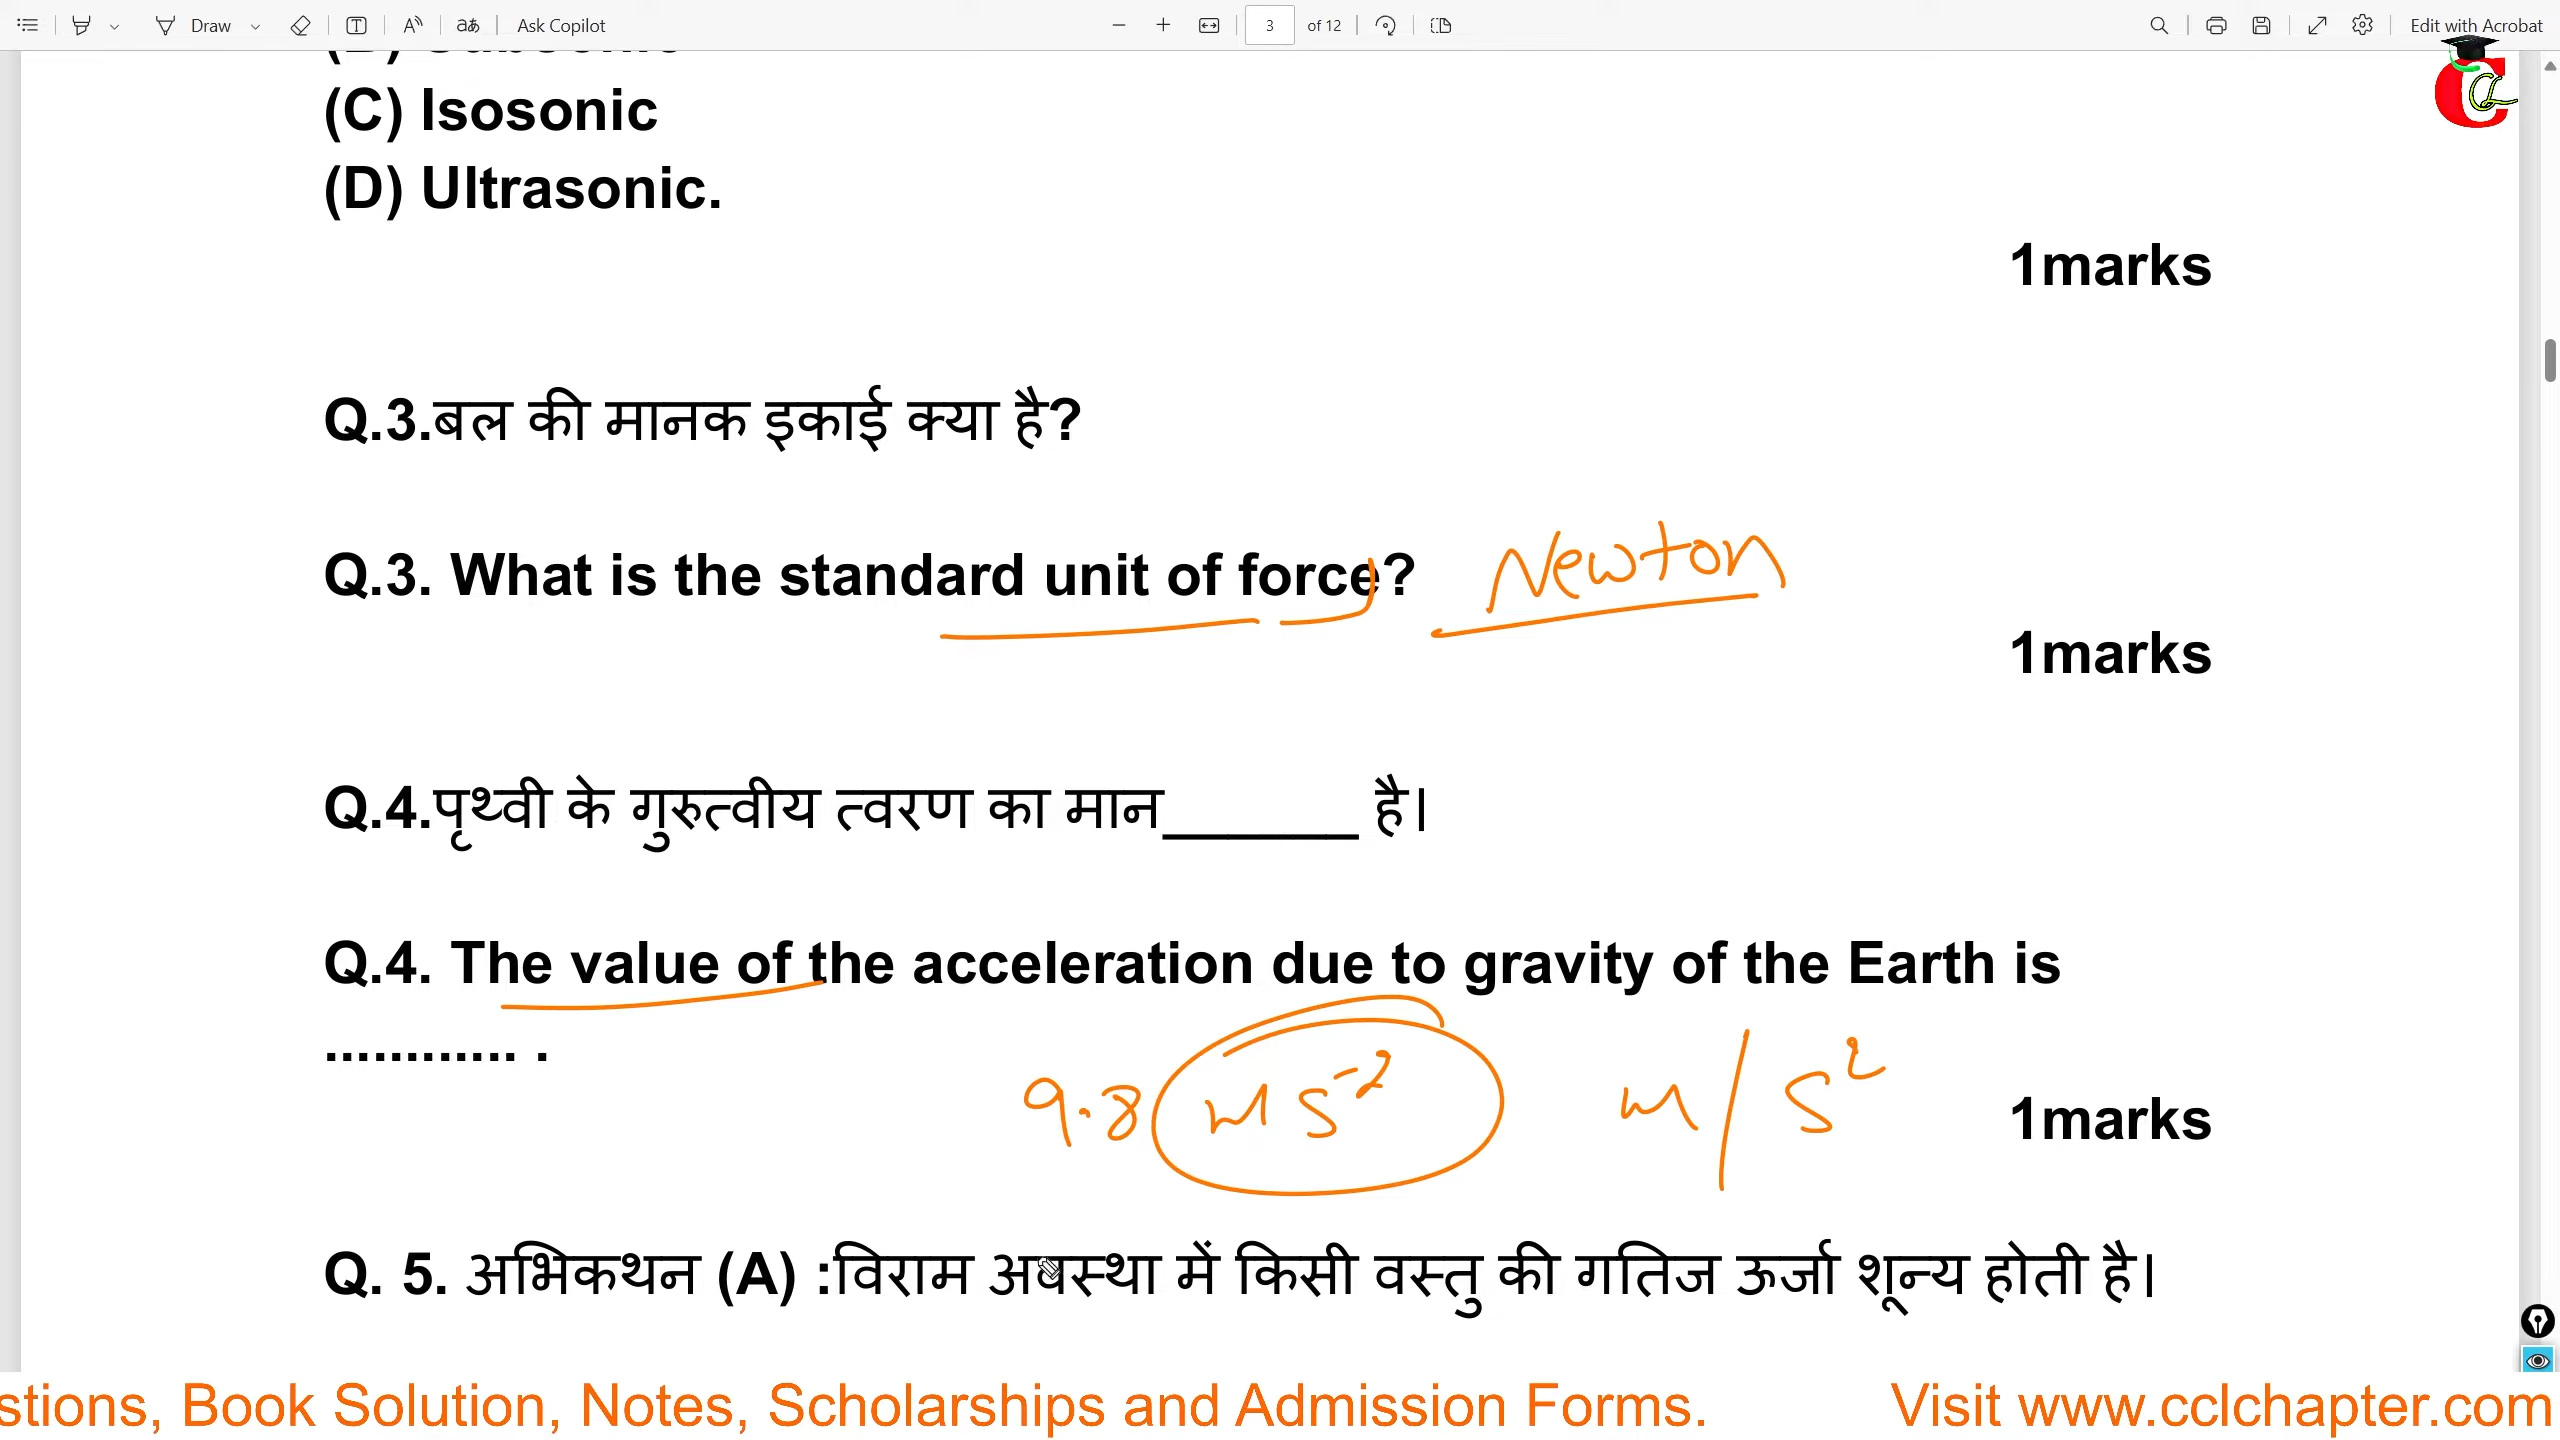 Draw
Ask Copilot
3 of 12
Edit with Acrobat
(C) Isosonic
(D) Ultrasonic.
1marks
Q.3.बल की मानक इकाई क्या है?
Q.3. What is the standard unit of force? Newton
1marks
Q.4.पृथ्वी के गुरुत्वीय त्वरण का मान______ है।
Q.4. The value of the acceleration due to gravity of the Earth is
............ .
9.8 m s⁻² m/s²
1marks
Q. 5. अभिकथन (A) :विराम अवस्था में किसी वस्तु की गतिज ऊर्जा शून्य होती है।
stions, Book Solution, Notes, Scholarships and Admission Forms. Visit www.cclchapter.com